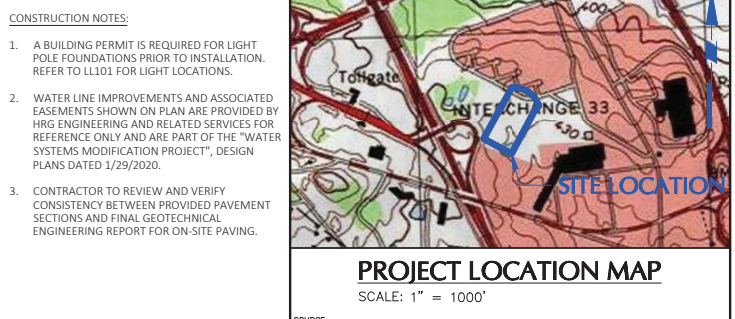 CONSTRUCTION NOTES:
1. A BUILDING PERMIT IS REQUIRED FOR LIGHT
POLE FOUNDATIONS PRIOR TO INSTALLATION.
REFER TO LL101 FOR LIGHT LOCATIONS.
2. WATER LINE IMPROVEMENTS AND ASSOCIATED
EASEMENTS SHOWN ON PLAN ARE PROVIDED BY
HRG ENGINEERING AND RELATED SERVICES FOR
REFERENCE ONLY AND ARE PART OF THE "WATER
SYSTEMS MODIFICATION PROJECT", DESIGN
PLANS DATED 1/29/2020.
3. CONTRACTOR TO REVIEW AND VERIFY
CONSISTENCY BETWEEN PROVIDED PAVEMENT
SECTIONS AND FINAL GEOTECHNICAL
ENGINEERING REPORT FOR ON-SITE PAVING.
400
Tollgate
INTERCHANGE 33
430
SITE LOCATION
PROJECT LOCATION MAP
SCALE: 1" = 1000'